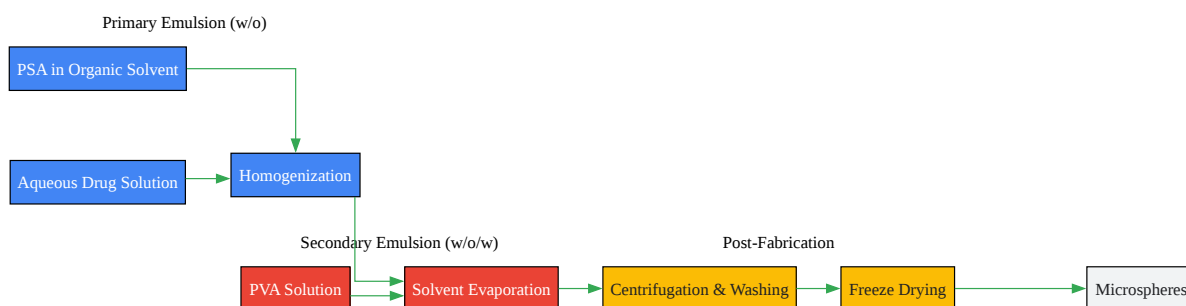 Primary Emulsion (w/o)
PSA in Organic Solvent
Aqueous Drug Solution
Homogenization
Secondary Emulsion (w/o/w)
Post-Fabrication
PVA Solution
Solvent Evaporation
Centrifugation & Washing
Freeze Drying
Microspheres